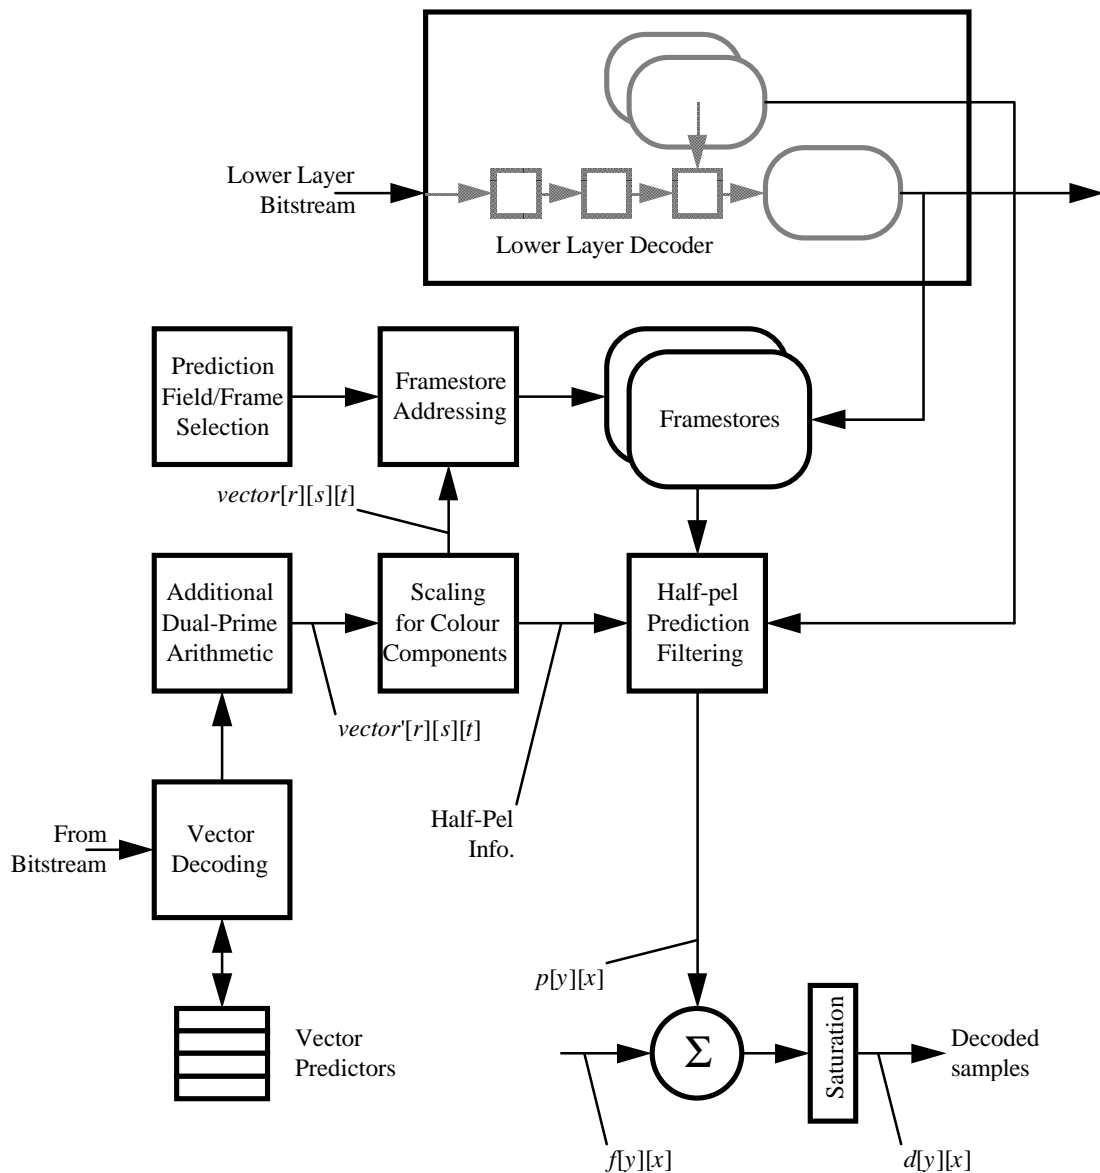 Lower Layer
Bitstream
Lower Layer Decoder
Prediction
Field/Frame
Selection
Framestore
Addressing
Framestores
vector[r][s][t]
Additional
Dual-Prime
Arithmetic
Scaling
for Colour
Components
Half-pel
Prediction
Filtering
vector'[r][s][t]
From
Bitstream
Vector
Decoding
Half-Pel
Info.
p[y][x]
Vector
Predictors
Σ
Saturation
Decoded
samples
f[y][x]
d[y][x]